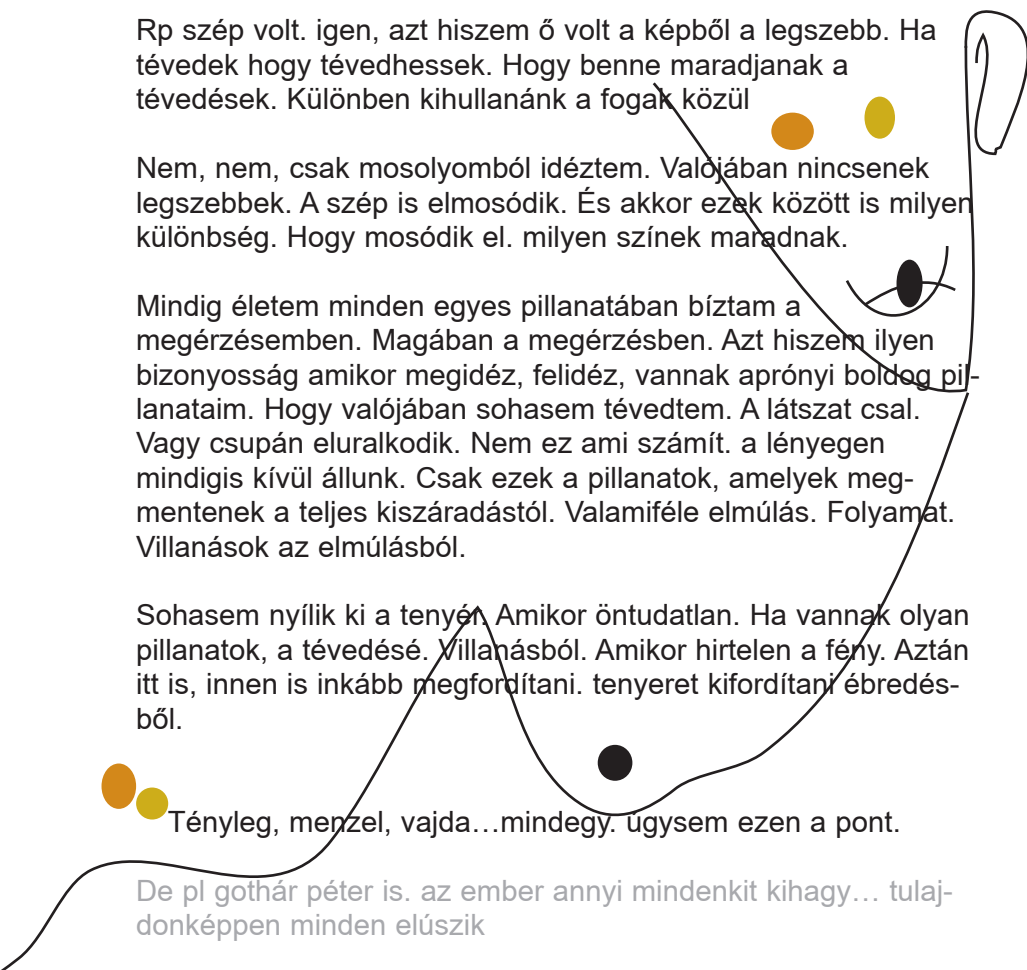 Rp szép volt. igen, azt hiszem ő volt a képből a legszebb. Ha
tévedek hogy tévedhessek. Hogy benne maradjanak a
tévedések. Különben kihullanánk a fogak közül
Nem, nem, csak mosolyomból idéztem. Valójában nincsenek
legszebbek. A szép is elmosódik. És akkor ezek között is milyen
különbség. Hogy mosódik el. milyen színek maradnak.
Mindig életem minden egyes pillanatában bíztam a
megérzésemben. Magában a megérzésben. Azt hiszem ilyen
bizonyosság amikor megidéz, felidéz, vannak aprónyi boldog pil-
lanataim. Hogy valójában sohasem tévedtem. A látszat csal.
Vagy csupán eluralkodik. Nem ez ami számít. a lényegen
mindigis kívül állunk. Csak ezek a pillanatok, amelyek meg-
mentenek a teljes kiszáradástól. Valamiféle elmúlás. Folyamat.
Villanások az elmúlásból.
Sohasem nyílik ki a tenyér. Amikor öntudatlan. Ha vannak olyan
pillanatok, a tévedésé. Villanásból. Amikor hirtelen a fény. Aztán
itt is, innen is inkább megfordítani. tenyeret kifordítani ébredés-
ből.
Tényleg, menzel, vajda…mindegy. úgysem ezen a pont.
De pl gothár péter is. az ember annyi mindenkit kihagy… tulaj-
donképpen minden elúszik